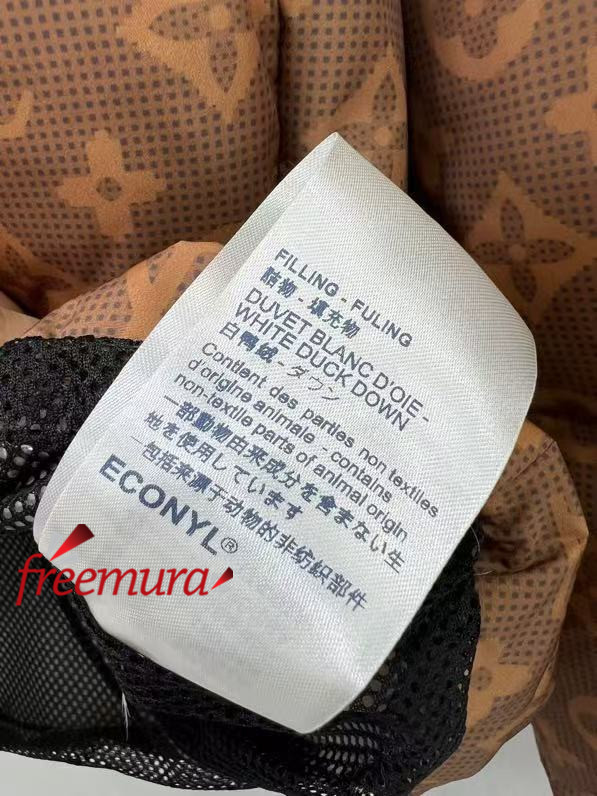 FILLING - FULING
詰物 - 填充物
DUVET BLANC D'OIE -
WHITE DUCK DOWN
白鴨絨 - ダウン
Contient des parties non textiles
d'origine animale - contains
non-textile parts of animal origin
一部動物由来成分を含まない生
地を使用しています
一包括来源于动物的非纺织部件
ECONYL®
freemura